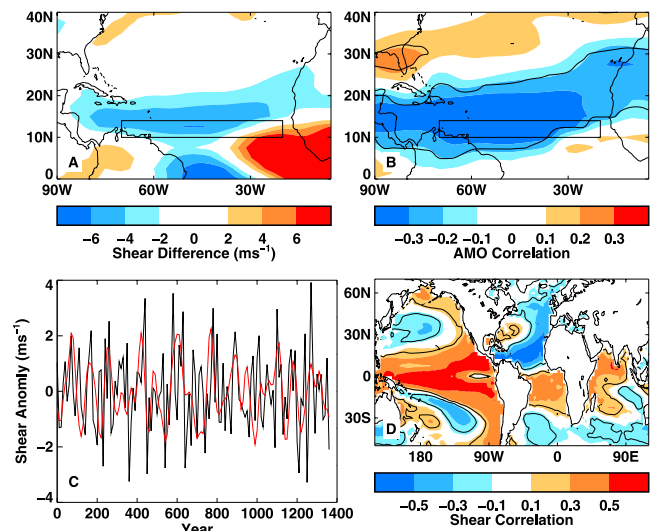 40N
30N
20N
10N
0
A
90W 60W 30W
-6 -4 -2 0 2 4 6
Shear Difference (ms⁻¹)
40N
30N
20N
10N
0
B
90W 60W 30W
-0.3 -0.2 -0.1 0 0.1 0.2 0.3
AMO Correlation
Shear Anomly (ms⁻¹)
4
2
0
-2
-4
C
0 200 400 600 800 1000 1200 1400
Year
60N
30N
0
30S
D
180 90W 0 90E
-0.5 -0.3 -0.1 0.1 0.3 0.5
Shear Correlation